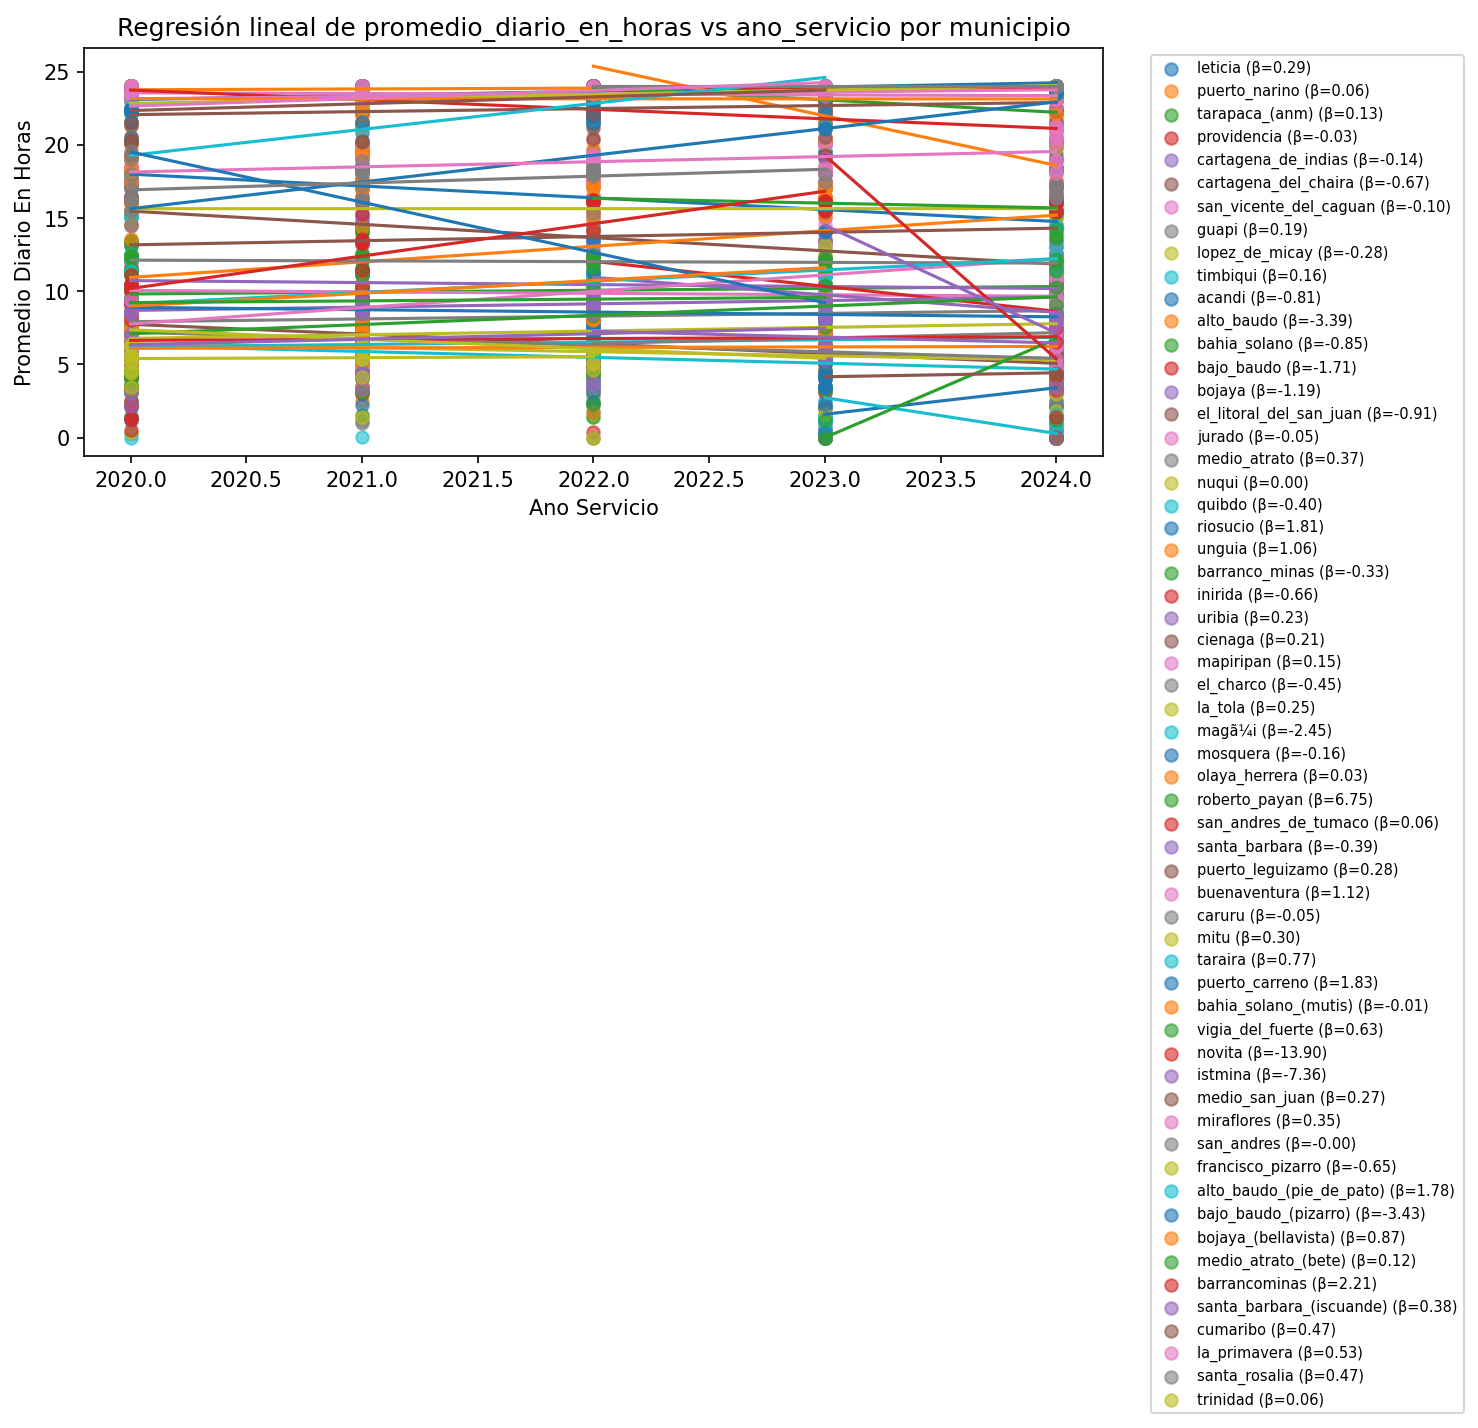 Regresión lineal de promedio_diario_en_horas vs ano_servicio por municipio
Promedio Diario En Horas
25
20
15
10
5
0
2020.0 2020.5 2021.0 2021.5 2022.0 2022.5 2023.0 2023.5 2024.0
Ano Servicio
leticia (β=0.29)
puerto_narino (β=0.06)
tarapaca_(anm) (β=0.13)
providencia (β=-0.03)
cartagena_de_indias (β=-0.14)
cartagena_del_chaira (β=-0.67)
san_vicente_del_caguan (β=-0.10)
guapi (β=0.19)
lopez_de_micay (β=-0.28)
timbiqui (β=0.16)
acandi (β=-0.81)
alto_baudo (β=-3.39)
bahia_solano (β=-0.85)
bajo_baudo (β=-1.71)
bojaya (β=-1.19)
el_litoral_del_san_juan (β=-0.91)
jurado (β=-0.05)
medio_atrato (β=0.37)
nuqui (β=0.00)
quibdo (β=-0.40)
riosucio (β=1.81)
unguia (β=1.06)
barranco_minas (β=-0.33)
inirida (β=-0.66)
uribia (β=0.23)
cienaga (β=0.21)
mapiripan (β=0.15)
el_charco (β=-0.45)
la_tola (β=0.25)
magã¼i (β=-2.45)
mosquera (β=-0.16)
olaya_herrera (β=0.03)
roberto_payan (β=6.75)
san_andres_de_tumaco (β=0.06)
santa_barbara (β=-0.39)
puerto_leguizamo (β=0.28)
buenaventura (β=1.12)
caruru (β=-0.05)
mitu (β=0.30)
taraira (β=0.77)
puerto_carreno (β=1.83)
bahia_solano_(mutis) (β=-0.01)
vigia_del_fuerte (β=0.63)
novita (β=-13.90)
istmina (β=-7.36)
medio_san_juan (β=0.27)
miraflores (β=0.35)
san_andres (β=-0.00)
francisco_pizarro (β=-0.65)
alto_baudo_(pie_de_pato) (β=1.78)
bajo_baudo_(pizarro) (β=-3.43)
bojaya_(bellavista) (β=0.87)
medio_atrato_(bete) (β=0.12)
barrancominas (β=2.21)
santa_barbara_(iscuande) (β=0.38)
cumaribo (β=0.47)
la_primavera (β=0.53)
santa_rosalia (β=0.47)
trinidad (β=0.06)